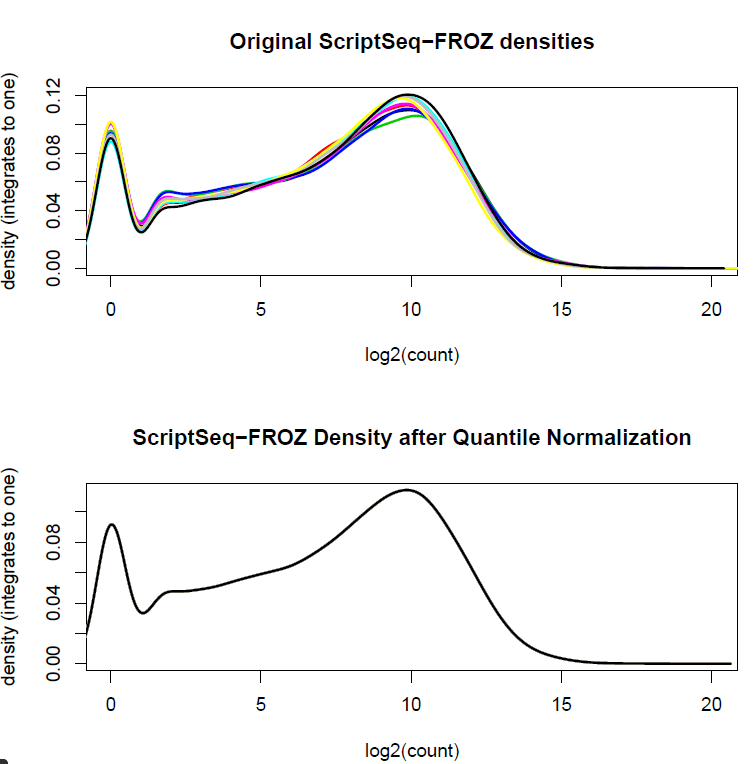 Original ScriptSeq−FROZ densities
density (integrates to one)
0.00 0.04 0.08 0.12
0 5 10 15 20
log2(count)
ScriptSeq−FROZ Density after Quantile Normalization
density (integrates to one)
0.00 0.04 0.08
0 5 10 15 20
log2(count)